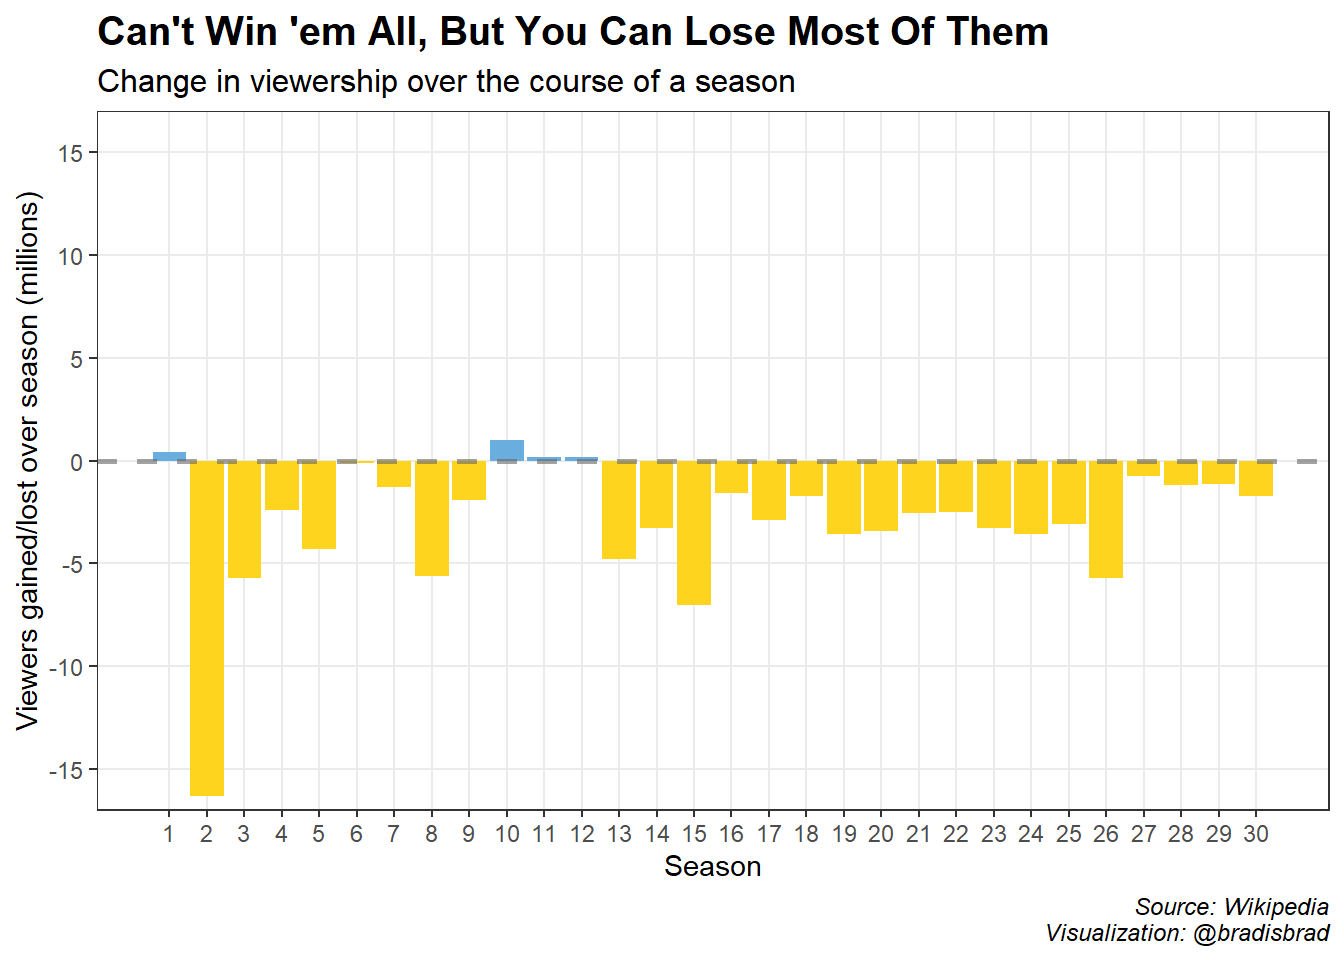 Can't Win 'em All, But You Can Lose Most Of Them
Change in viewership over the course of a season
Viewers gained/lost over season (millions)
15
10
5
0
-5
-10
-15
1 2 3 4 5 6 7 8 9 10 11 12 13 14 15 16 17 18 19 20 21 22 23 24 25 26 27 28 29 30
Season
Source: Wikipedia
Visualization: @bradisbrad